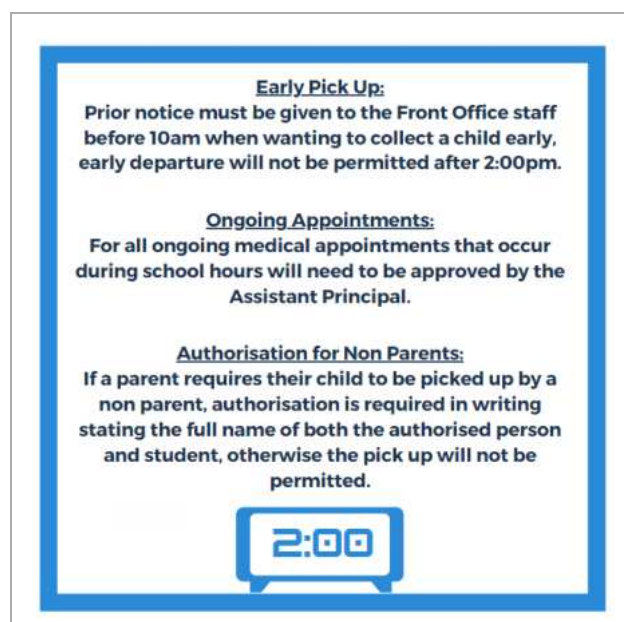 Early Pick Up:
Prior notice must be given to the Front Office staff
before 10am when wanting to collect a child early,
early departure will not be permitted after 2:00pm.
Ongoing Appointments:
For all ongoing medical appointments that occur
during school hours will need to be approved by the
Assistant Principal.
Authorisation for Non Parents:
If a parent requires their child to be picked up by a
non parent, authorisation is required in writing
stating the full name of both the authorised person
and student, otherwise the pick up will not be
permitted.
2:00